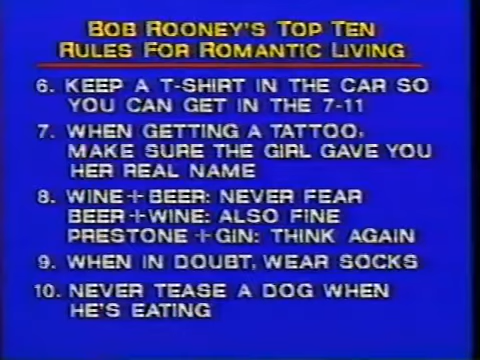 BOB ROONEY'S TOP TEN
RULES FOR ROMANTIC LIVING
6. KEEP A T-SHIRT IN THE CAR SO
YOU CAN GET IN THE 7-11
7. WHEN GETTING A TATTOO,
MAKE SURE THE GIRL GAVE YOU
HER REAL NAME
8. WINE+BEER: NEVER FEAR
BEER+WINE: ALSO FINE
PRESTONE+GIN: THINK AGAIN
9. WHEN IN DOUBT, WEAR SOCKS
10. NEVER TEASE A DOG WHEN
HE'S EATING